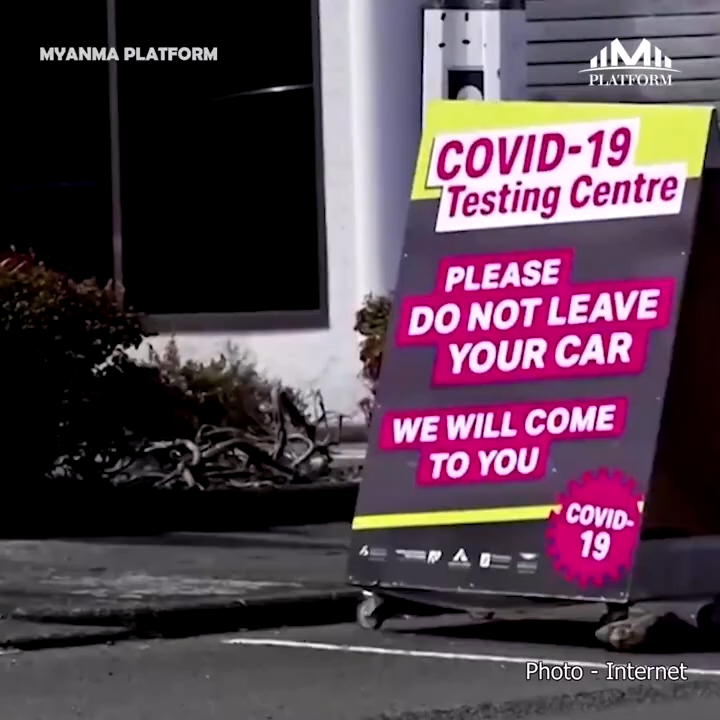 MYANMA PLATFORM
M
PLATFORM
COVID-19
Testing Centre
PLEASE
DO NOT LEAVE
YOUR CAR
WE WILL COME
TO YOU
COVID-
19
Photo - Internet